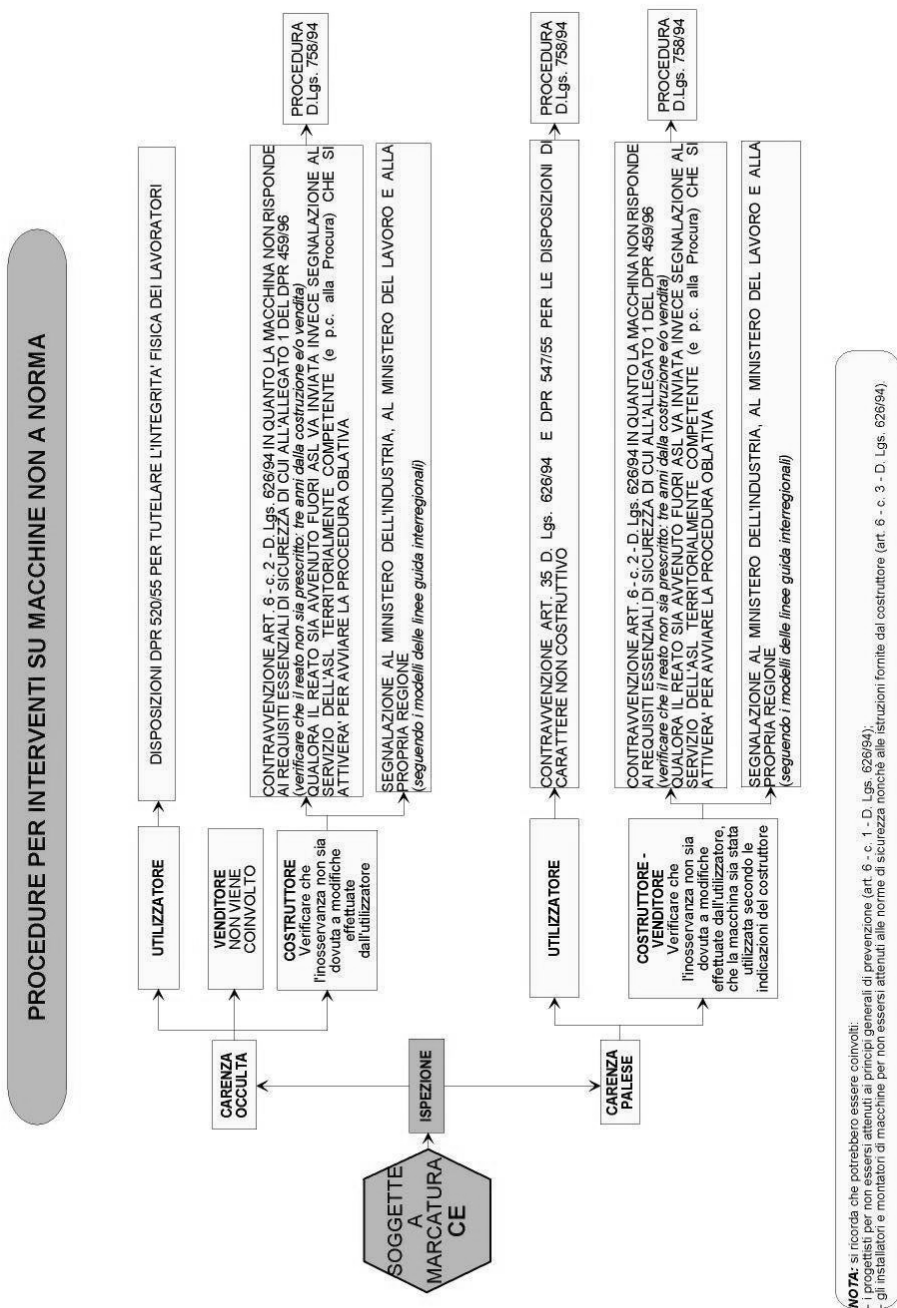 PROCEDURE PER INTERVENTI SU MACCHINE NON A NORMA
SOGGETTE
A
MARCATURA
CE
ISPEZIONE
CARENZA
OCCULTA
UTILIZZATORE
DISPOSIZIONI DPR 520/55 PER TUTELARE L'INTEGRITA' FISICA DEI LAVORATORI
VENDITORE
NON VIENE
COINVOLTO
COSTRUTTORE
Verificare che
l'inosservanza non sia
dovuta a modifiche
effettuate
dall'utilizzatore
CONTRAVVENZIONE ART. 6 - c. 2 - D. Lgs. 626/94 IN QUANTO LA MACCHINA NON RISPONDE
AI REQUISITI ESSENZIALI DI SICUREZZA DI CUI ALL'ALLEGATO 1 DEL DPR 459/96
(verificare che il reato non sia prescritto: tre anni dalla costruzione e/o vendita)
QUALORA IL REATO SIA AVVENUTO FUORI ASL VA INVIATA INVECE SEGNALAZIONE AL
SERVIZIO DELL'ASL TERRITORIALMENTE COMPETENTE (e p.c. alla Procura) CHE SI
ATTIVERA' PER AVVIARE LA PROCEDURA OBLATIVA
PROCEDURA
D.Lgs. 758/94
SEGNALAZIONE AL MINISTERO DELL'INDUSTRIA, AL MINISTERO DEL LAVORO E ALLA
PROPRIA REGIONE
(seguendo i modelli delle linee guida interregionali)
CARENZA
PALESE
UTILIZZATORE
CONTRAVVENZIONE ART. 35 D. Lgs. 626/94 E DPR 547/55 PER LE DISPOSIZIONI DI
CARATTERE NON COSTRUTTIVO
PROCEDURA
D.Lgs. 758/94
COSTRUTTORE -
VENDITORE
Verificare che
l'inosservanza non sia
dovuta a modifiche
effettuate dall'utilizzatore,
che la macchina sia stata
utilizzata secondo le
indicazioni del costruttore
CONTRAVVENZIONE ART. 6 - c. 2 - D. Lgs. 626/94 IN QUANTO LA MACCHINA NON RISPONDE
AI REQUISITI ESSENZIALI DI SICUREZZA DI CUI ALL'ALLEGATO 1 DEL DPR 459/96
(verificare che il reato non sia prescritto: tre anni dalla costruzione e/o vendita)
QUALORA IL REATO SIA AVVENUTO FUORI ASL VA INVIATA INVECE SEGNALAZIONE AL
SERVIZIO DELL'ASL TERRITORIALMENTE COMPETENTE (e p.c. alla Procura) CHE SI
ATTIVERA' PER AVVIARE LA PROCEDURA OBLATIVA
PROCEDURA
D.Lgs. 758/94
SEGNALAZIONE AL MINISTERO DELL'INDUSTRIA, AL MINISTERO DEL LAVORO E ALLA
PROPRIA REGIONE
(seguendo i modelli delle linee guida interregionali)
NOTA: si ricorda che potrebbero essere coinvolti:
- i progettisti per non essersi attenuti ai principi generali di prevenzione (art. 6 - c. 1 - D. Lgs. 626/94);
- gli installatori e montatori di macchine per non essersi attenuti alle norme di sicurezza nonchè alle istruzioni fornite dal costruttore (art. 6 - c. 3 - D. Lgs. 626/94).